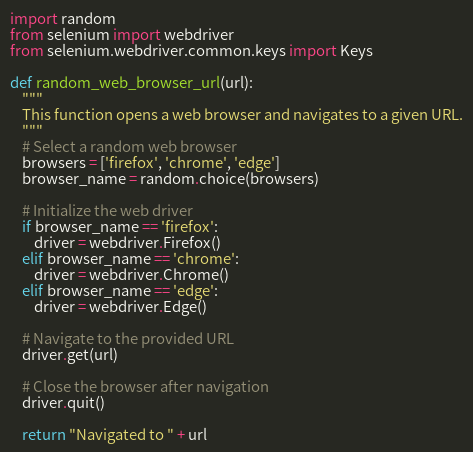 import random
from selenium import webdriver
from selenium.webdriver.common.keys import Keys

def random_web_browser_url(url):
    """
    This function opens a web browser and navigates to a given URL.
    """
    # Select a random web browser
    browsers = ['firefox', 'chrome', 'edge']
    browser_name = random.choice(browsers)

    # Initialize the web driver
    if browser_name == 'firefox':
        driver = webdriver.Firefox()
    elif browser_name == 'chrome':
        driver = webdriver.Chrome()
    elif browser_name == 'edge':
        driver = webdriver.Edge()

    # Navigate to the provided URL
    driver.get(url)

    # Close the browser after navigation
    driver.quit()

    return "Navigated to " + url